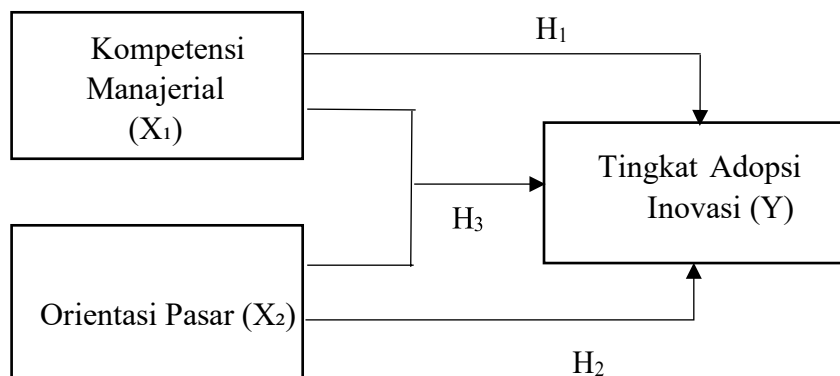 H₁
Kompetensi
Manajerial
(X₁)
Tingkat Adopsi
Inovasi (Y)
H₃
Orientasi Pasar (X₂)
H₂